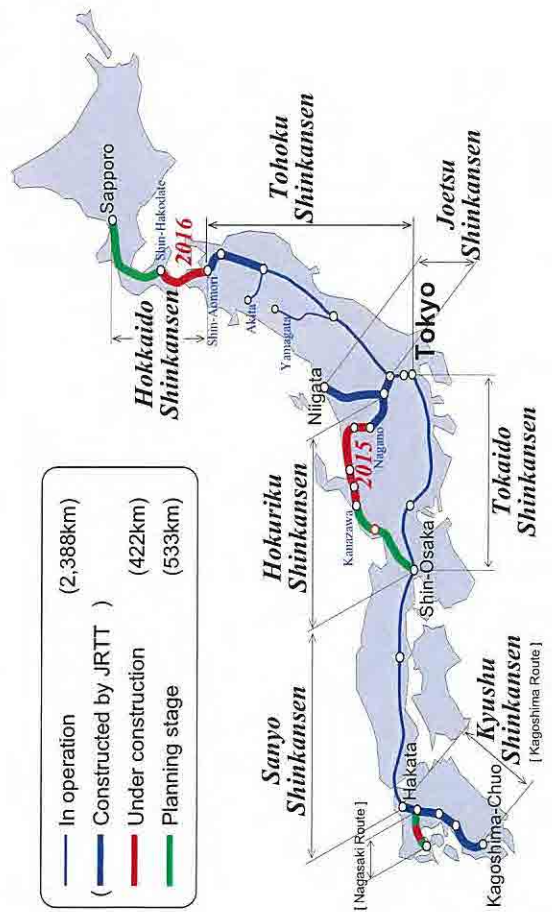 In operation (2,388km)
( Constructed by JRTT )
Under construction (422km)
Planning stage (533km)
Sapporo
Shin-Hakodate
2016
Hokkaido
Shinkansen
Shin-Aomori
Tohoku
Shinkansen
Akita
Yamagata
Joetsu
Shinkansen
Niigata
Tokyo
Nagano
2015
Kanazawa
Hokuriku
Shinkansen
Tokaido
Shinkansen
Shin-Osaka
Sanyo
Shinkansen
Hakata
Kyushu
Shinkansen
[ Kagoshima Route ]
[ Nagasaki Route ]
Kagoshima-Chuo